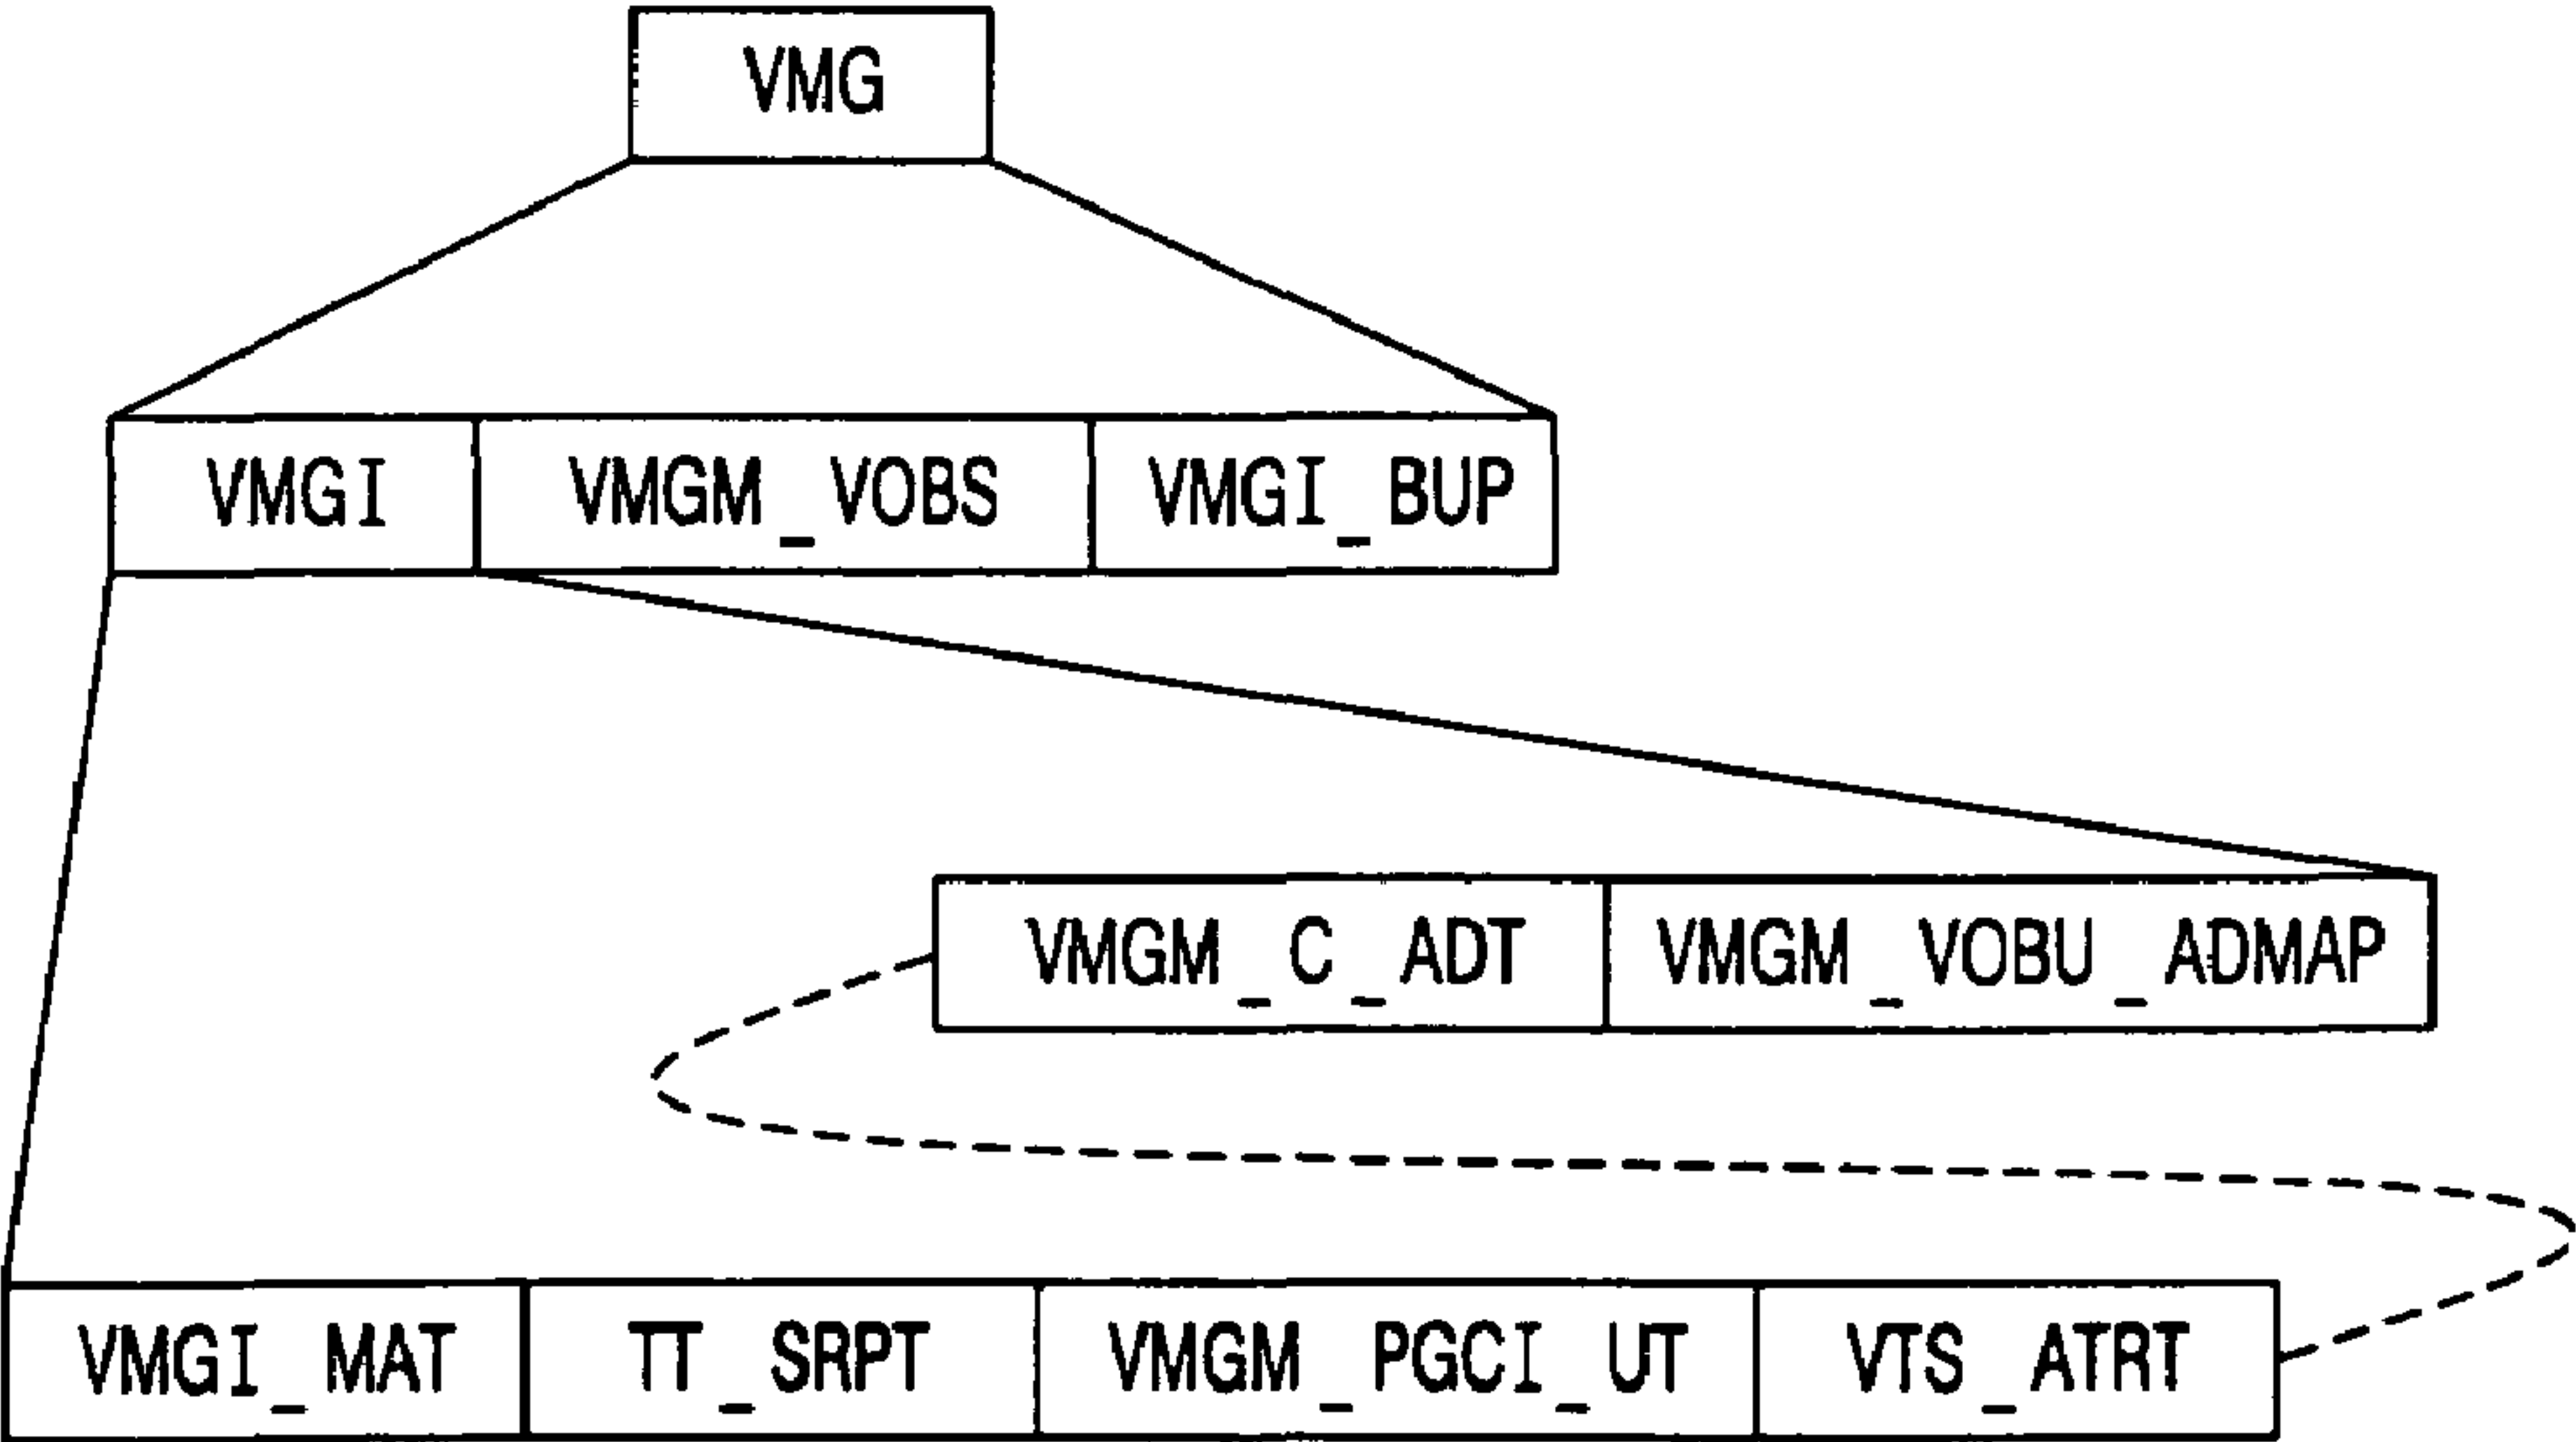 VMG
VMGI VMGM_VOBS VMGI_BUP
VMGM_C_ADT VMGM_VOBU_ADMAP
VMGI_MAT TT_SRPT VMGM_PGCI_UT VTS_ATRT